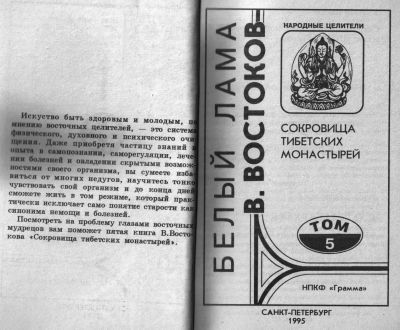 Искуство быть здоровым и молодым, по
мнению восточных целителей, — это система
физического, духовного и психического очи
щения. Даже приобретя частицу знаний и
опыта в самопознании, саморегуляции, лече
нии болезней и овладении скрытыми возмож
ностями своего организма, вы сумеете изба
виться от многих недугов, научитесь тонко
чувствовать свой организм и до конца дней
сможете жить в том режиме, который прак
тически исключает само понятие старости как
синонима немощи и болезней.
Посмотреть на проблему глазами восточных
мудрецов вам поможет пятая книга В.Восто
кова «Сокровища тибетских монастырей».
БЕЛЫЙ ЛАМА
В. ВОСТОКОВ
НАРОДНЫЕ ЦЕЛИТЕЛИ
СОКРОВИЩА
ТИБЕТСКИХ
МОНАСТЫРЕЙ
ТОМ
5
НПКФ «Грамма»
САНКТ-ПЕТЕРБУРГ
1995